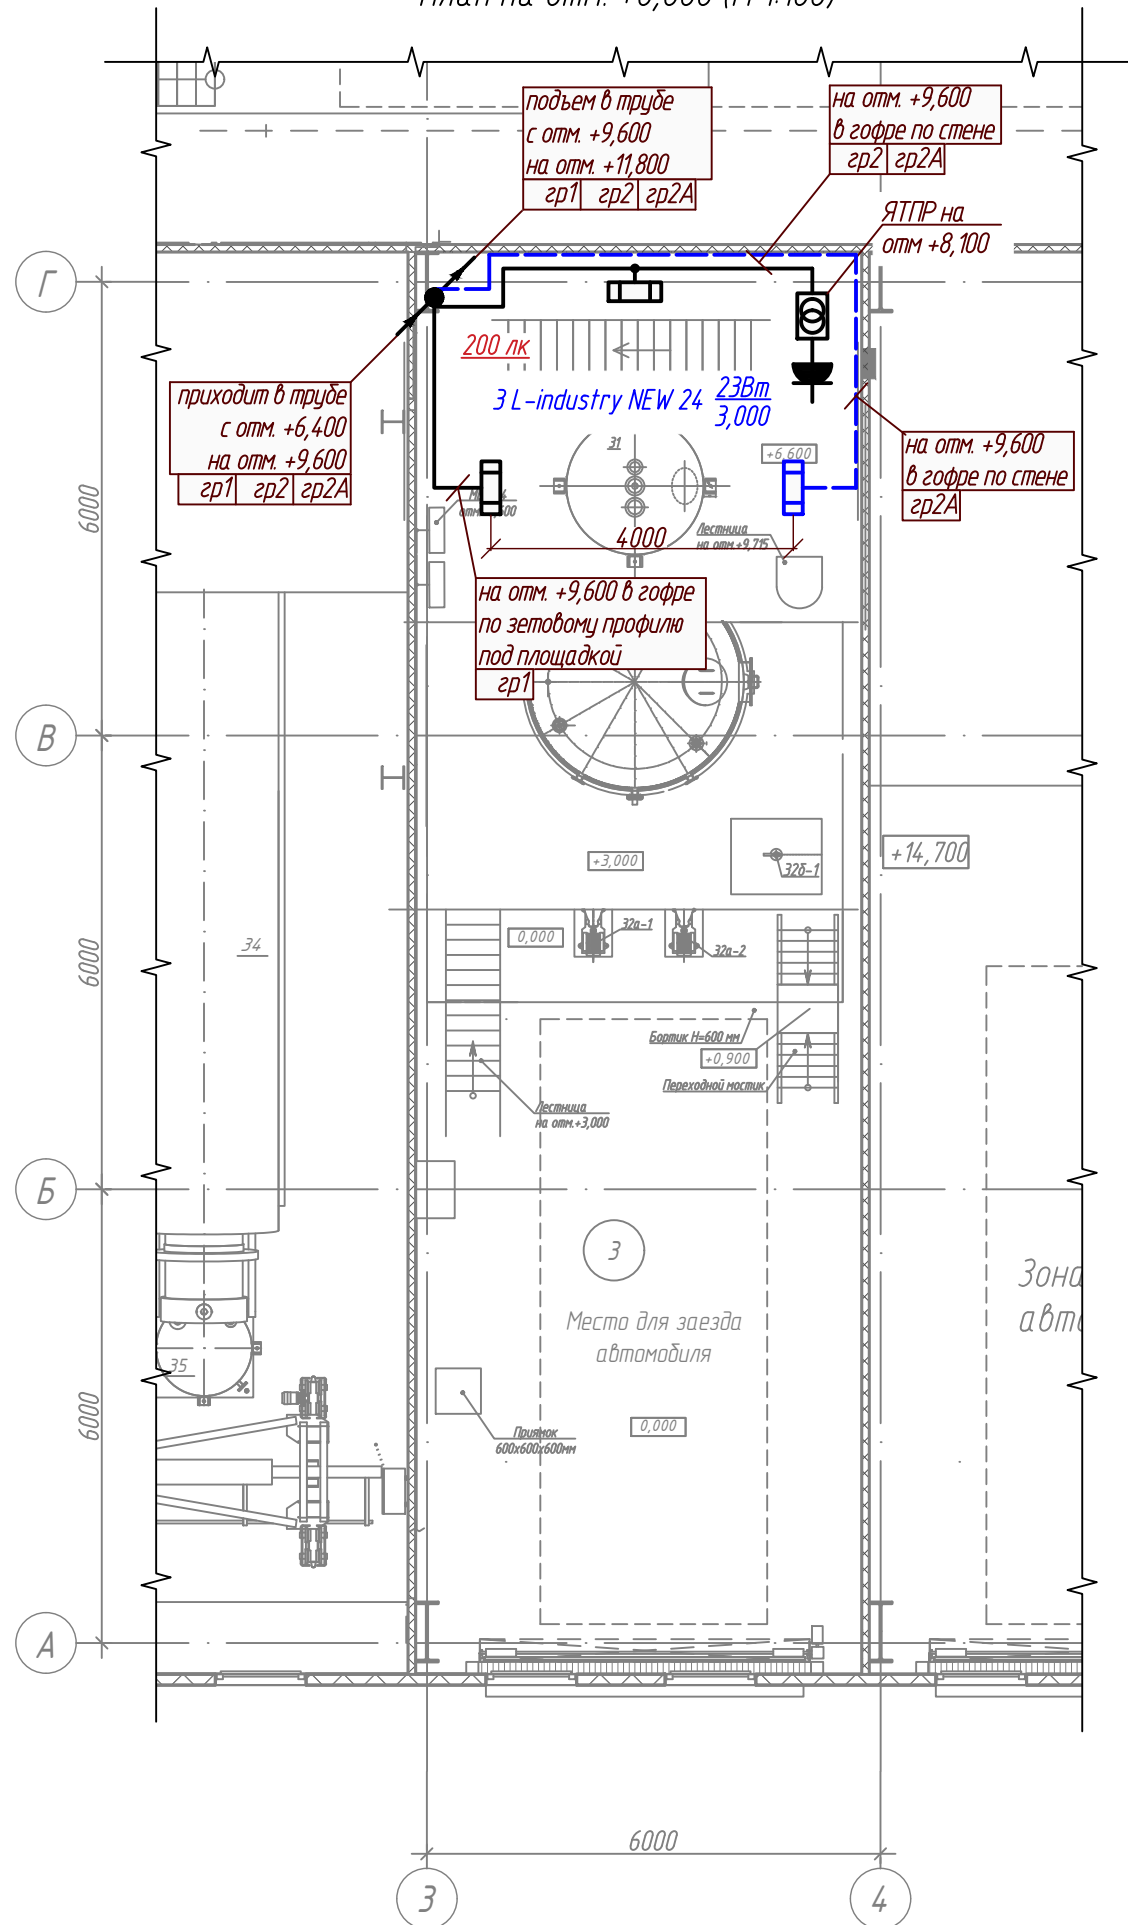 подъем в трубе
с отм. +9,600
на отм. +11,800
гр1 гр2 гр2А
на отм. +9,600
в гофре по стене
гр2 гр2А
ЯТПР на
отм +8,100
Г
200 лк
3 L-industry NEW 24 23Вт
3,000
приходит в трубе
с отм. +6,400
на отм. +9,600
гр1 гр2 гр2А
31
+6,600
на отм. +9,600
в гофре по стене
гр2А
6000
4000
Лестница
на отм.+9,715
на отм. +9,600 в гофре
по зетовому профилю
под площадкой
гр1
В
+3,000
32б-1
+14,700
34
0,000
32а-1
32а-2
6000
Бортик Н=600 мм
+0,900
Переходной мостик
Лестница
на отм.+3,000
Б
3
Место для заезда
автомобиля
Зона
35
6000
0,000
Приямок
600х600х600мм
А
6000
3
4